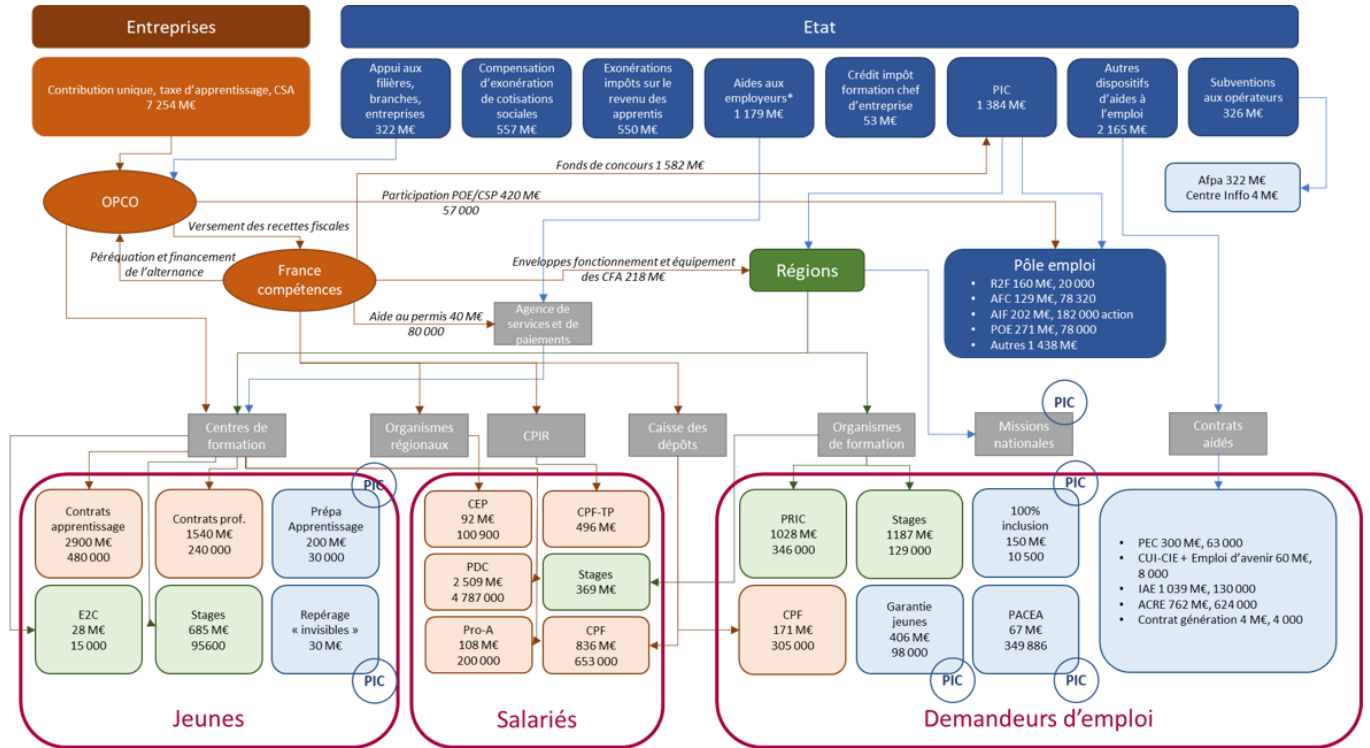 Entreprises
Etat
Contribution unique, taxe d'apprentissage, CSA
7 254 M€
Appui aux
filières,
branches,
entreprises
322 M€
Compensation
d'exonération
de cotisations
sociales
557 M€
Exonérations
impôts sur le
revenu des
apprentis
550 M€
Aides aux
employeurs*
1 179 M€
Crédit impôt
formation chef
d'entreprise
53 M€
PIC
1 384 M€
Autres
dispositifs
d'aides à
l'emploi
2 165 M€
Subventions
aux opérateurs
326 M€
Fonds de concours 1 582 M€
Afpa 322 M€
Centre Inffo 4 M€
OPCO
Participation POE/CSP 420 M€
57 000
Versement des recettes fiscales
Péréquation et financement
de l'alternance
France
compétences
Enveloppes fonctionnement et équipement
des CFA 218 M€
Régions
Pôle emploi
• R2F 160 M€, 20 000
• AFC 129 M€, 78 320
• AIF 202 M€, 182 000 action
• POE 271 M€, 78 000
• Autres 1 438 M€
Aide au permis 40 M€
80 000
Agence de
services et de
paiements
PIC
Centres de
formation
Organismes
régionaux
CPIR
Caisse des
dépôts
Organismes
de formation
Missions
nationales
Contrats
aidés
PIC
PIC
Contrats
apprentissage
2900 M€
480 000
Contrats prof.
1540 M€
240 000
Prépa
Apprentissage
200 M€
30 000
E2C
28 M€
15 000
Stages
685 M€
95600
Repérage
« invisibles »
30 M€
PIC
Jeunes
CEP
92 M€
100 900
CPF-TP
496 M€
PDC
2 509 M€
4 787 000
Stages
369 M€
Pro-A
108 M€
200 000
CPF
836 M€
653 000
Salariés
PRIC
1028 M€
346 000
Stages
1187 M€
129 000
100%
inclusion
150 M€
10 500
CPF
171 M€
305 000
Garantie
jeunes
406 M€
98 000
PACEA
67 M€
349 886
PIC
PIC
• PEC 300 M€, 63 000
• CUI-CIE + Emploi d'avenir 60 M€,
8 000
• IAE 1 039 M€, 130 000
• ACRE 762 M€, 624 000
• Contrat génération 4 M€, 4 000
Demandeurs d'emploi